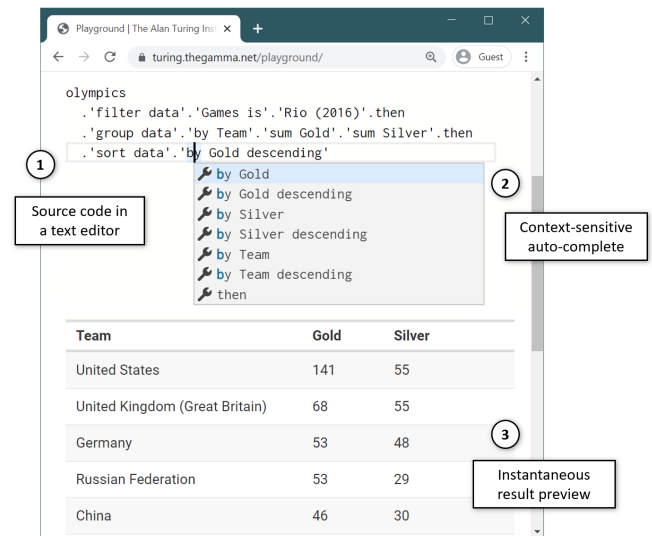 Playground | The Alan Turing Ins
turing.thegamma.net/playground/
Guest
olympics
.'filter data'.'Games is'.'Rio (2016)'.then
.'group data'.'by Team'.'sum Gold'.'sum Silver'.then
.'sort data'.'by Gold descending'
1
Source code in
a text editor
by Gold
by Gold descending
by Silver
by Silver descending
by Team
by Team descending
then
2
Context-sensitive
auto-complete
Team Gold Silver
United States 141 55
United Kingdom (Great Britain) 68 55
Germany 53 48
Russian Federation 53 29
China 46 30
3
Instantaneous
result preview